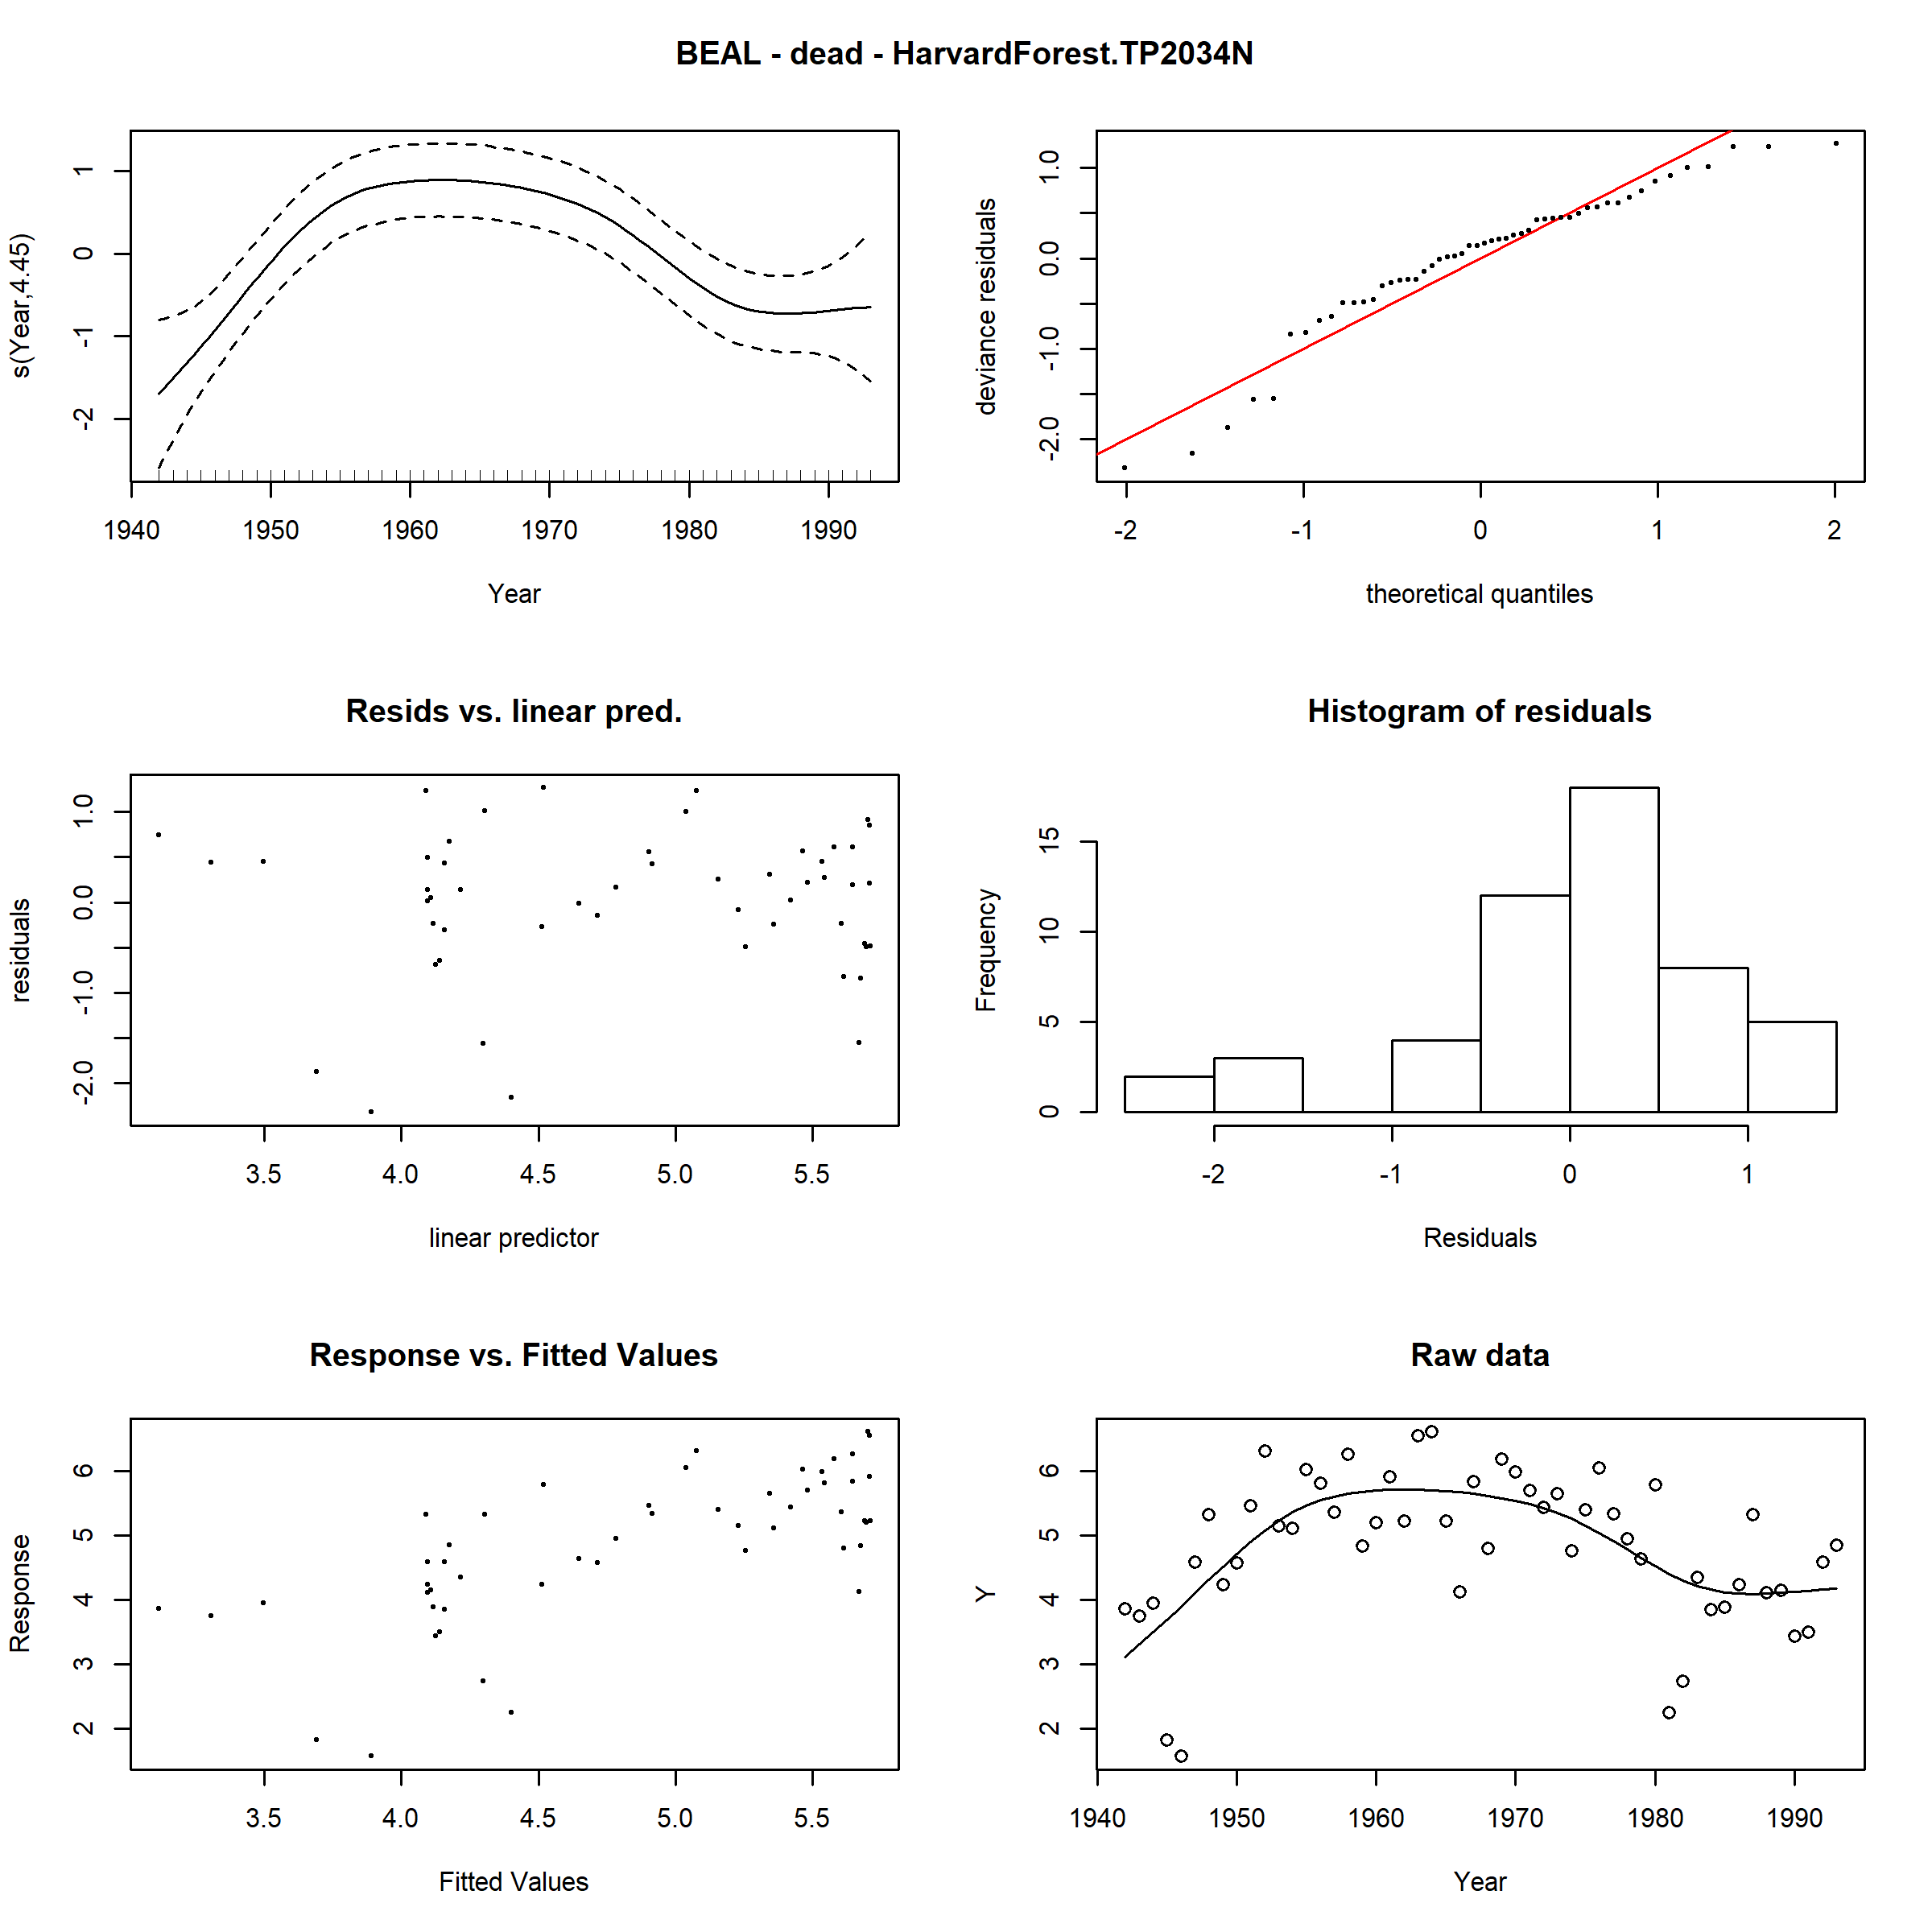 BEAL - dead - HarvardForest.TP2034N
s(Year,4.45)
1
0
-1
-2
1940 1950 1960 1970 1980 1990
Year
deviance residuals
1.0
0.0
-1.0
-2.0
-2 -1 0 1 2
theoretical quantiles
Resids vs. linear pred.
residuals
1.0
0.0
-1.0
-2.0
3.5 4.0 4.5 5.0 5.5
linear predictor
Histogram of residuals
Frequency
15
10
5
0
-2 -1 0 1
Residuals
Response vs. Fitted Values
Response
6
5
4
3
2
3.5 4.0 4.5 5.0 5.5
Fitted Values
Raw data
Y
6
5
4
3
2
1940 1950 1960 1970 1980 1990
Year